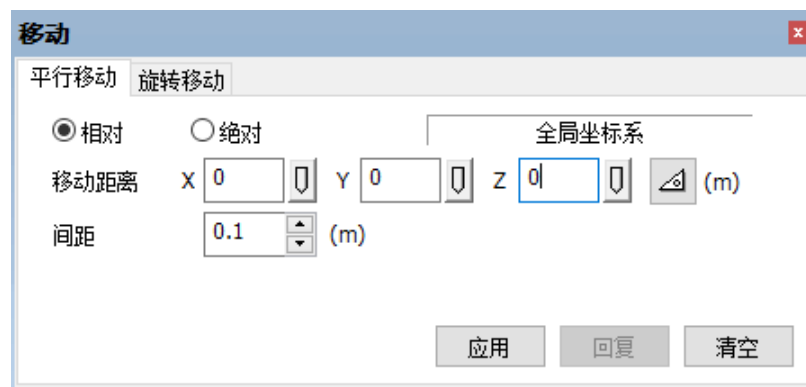 移动
平行移动 旋转移动
相对 绝对 全局坐标系
移动距离 X 0 Y 0 Z 0 (m)
间距 0.1 (m)
应用 回复 清空